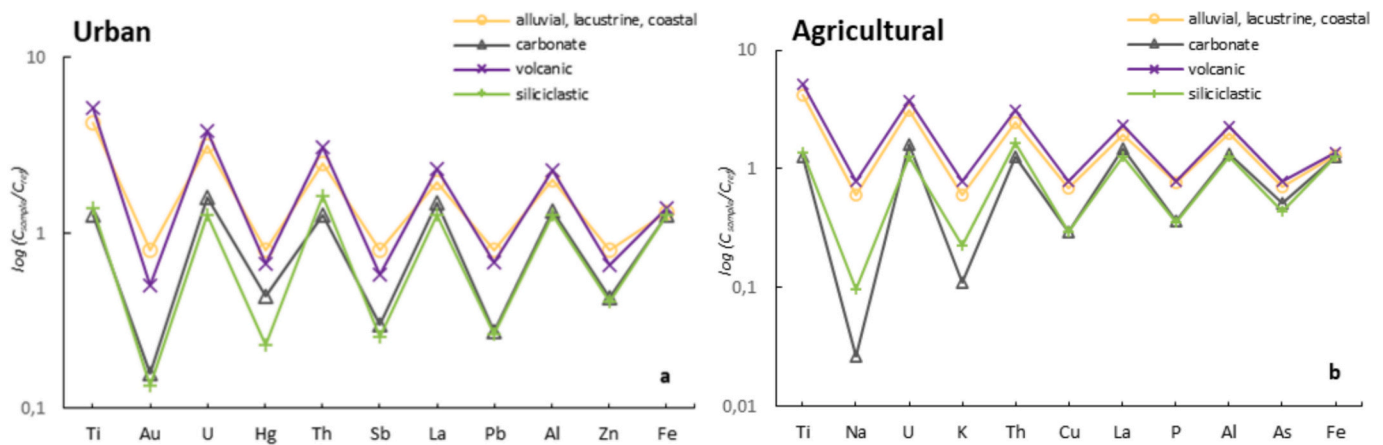 Urban
alluvial, lacustrine, coastal
carbonate
volcanic
siliciclastic
10
1
0,1
log (C_sample/C_ref)
a
Ti Au U Hg Th Sb La Pb Al Zn Fe
Agricultural
alluvial, lacustrine, coastal
carbonate
volcanic
siliciclastic
10
1
0,1
0,01
log (C_sample/C_ref)
b
Ti Na U K Th Cu La P Al As Fe